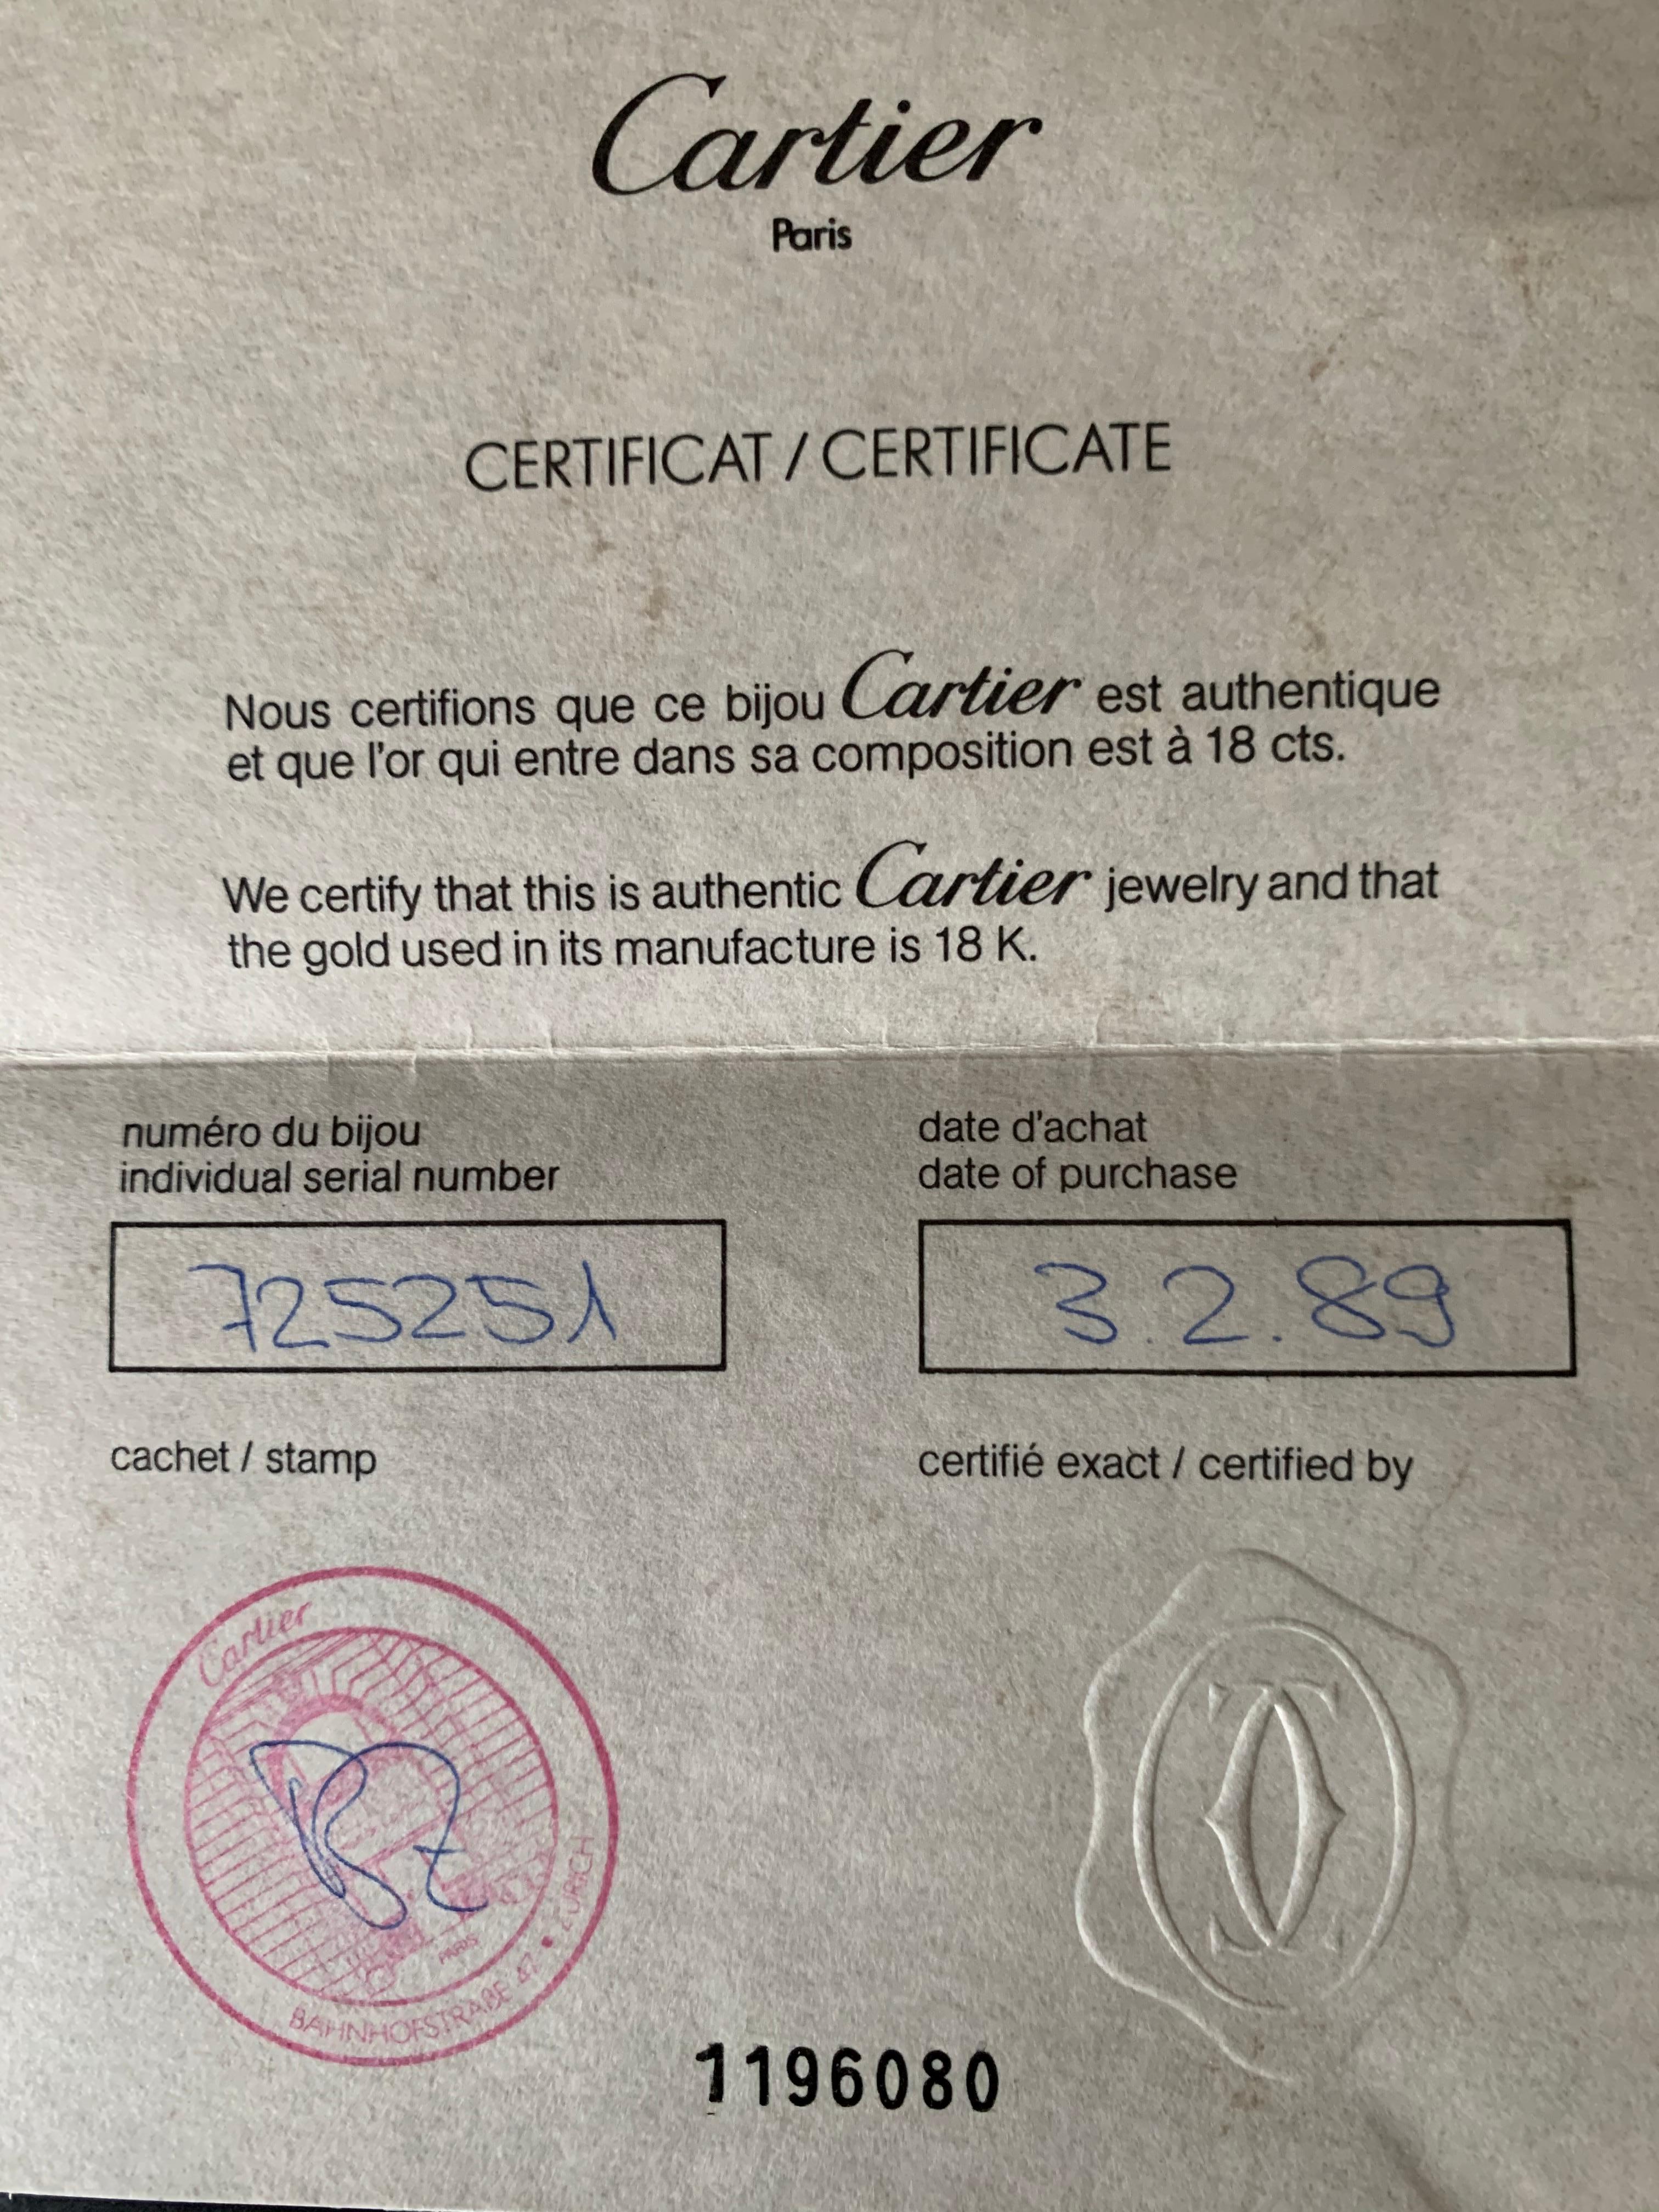 Cartier
Paris
CERTIFICAT / CERTIFICATE
Nous certifions que ce bijou Cartier est authentique
et que l'or qui entre dans sa composition est à 18 cts.
We certify that this is authentic Cartier jewelry and that
the gold used in its manufacture is 18 K.
numéro du bijou
individual serial number
date d'achat
date of purchase
725251
3.2.89
cachet / stamp
certifié exact / certified by
Cartier
PARIS
BAHNHOFSTRAßE 47 • ZÜRICH
1196080